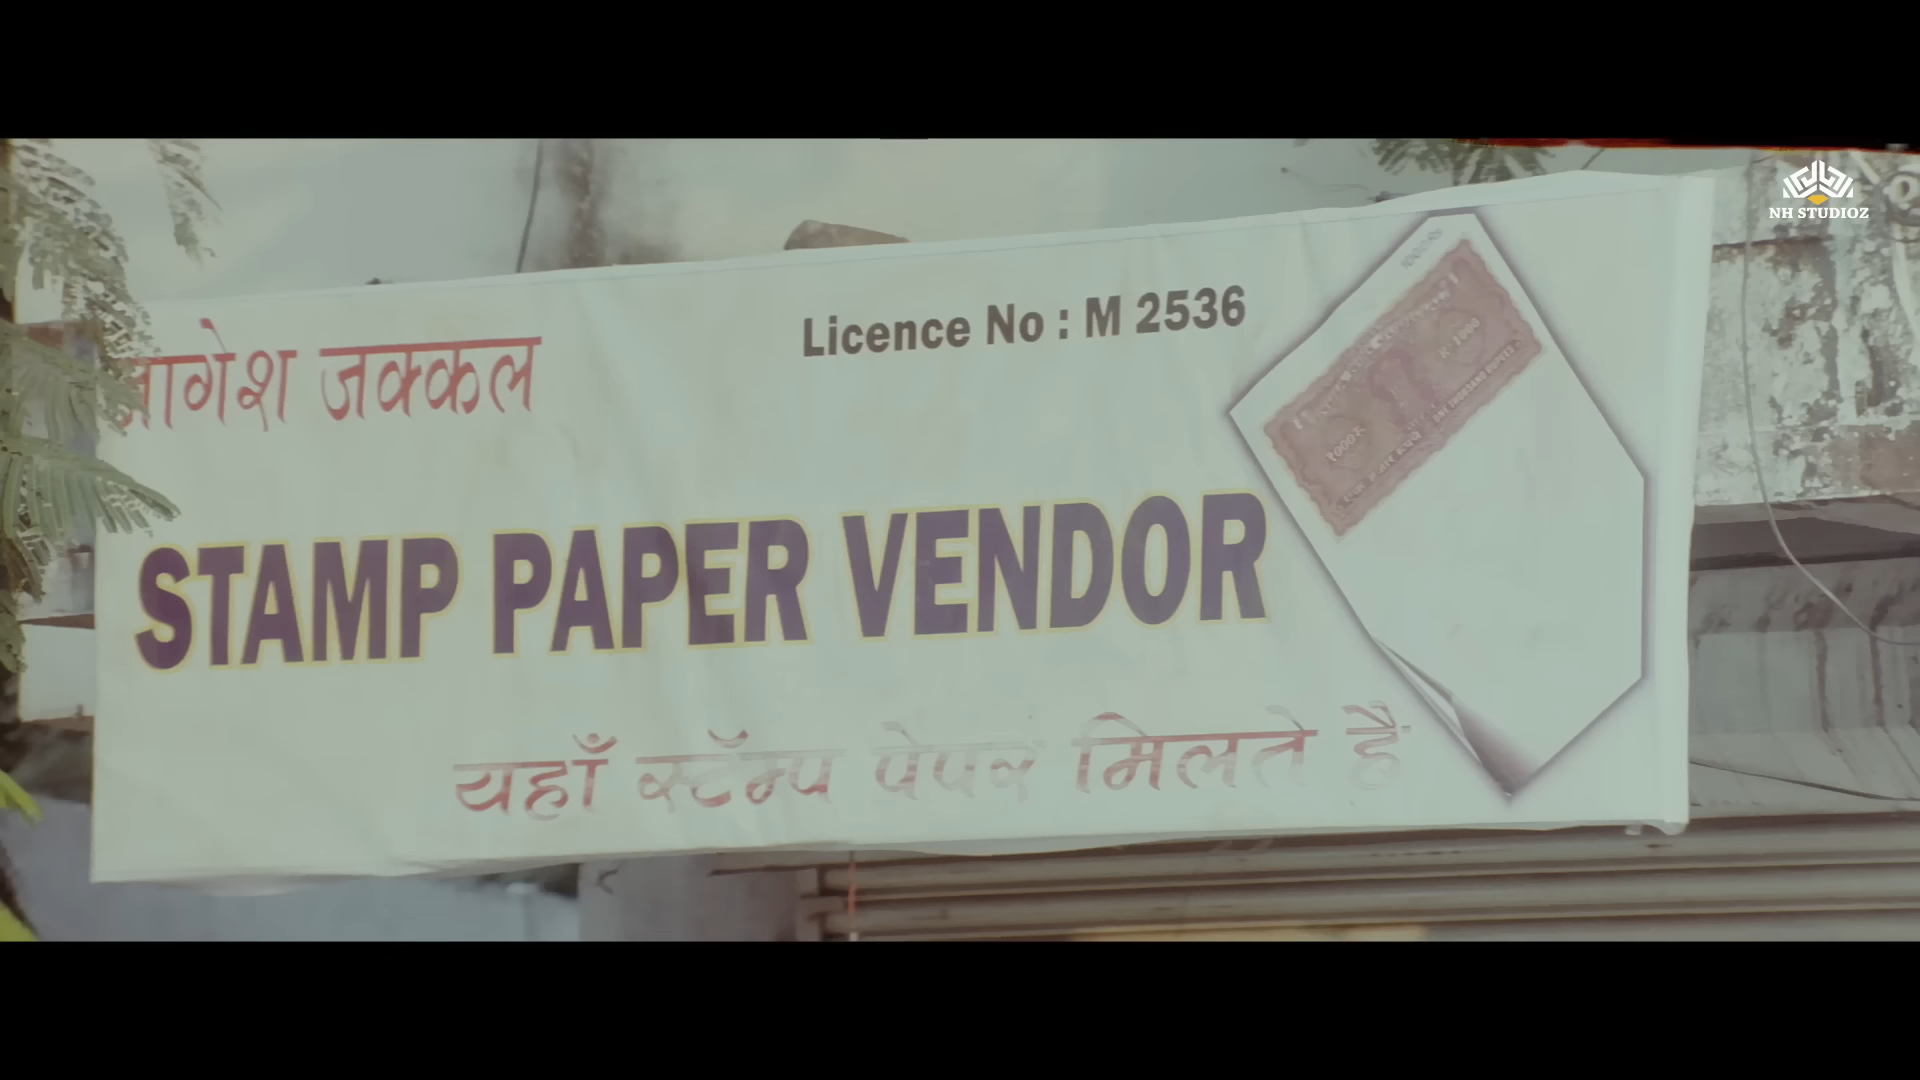 NH STUDIOZ
नागेश जक्कल
Licence No : M 2536
STAMP PAPER VENDOR
यहाँ स्टॅम्प पेपर मिलते हैं